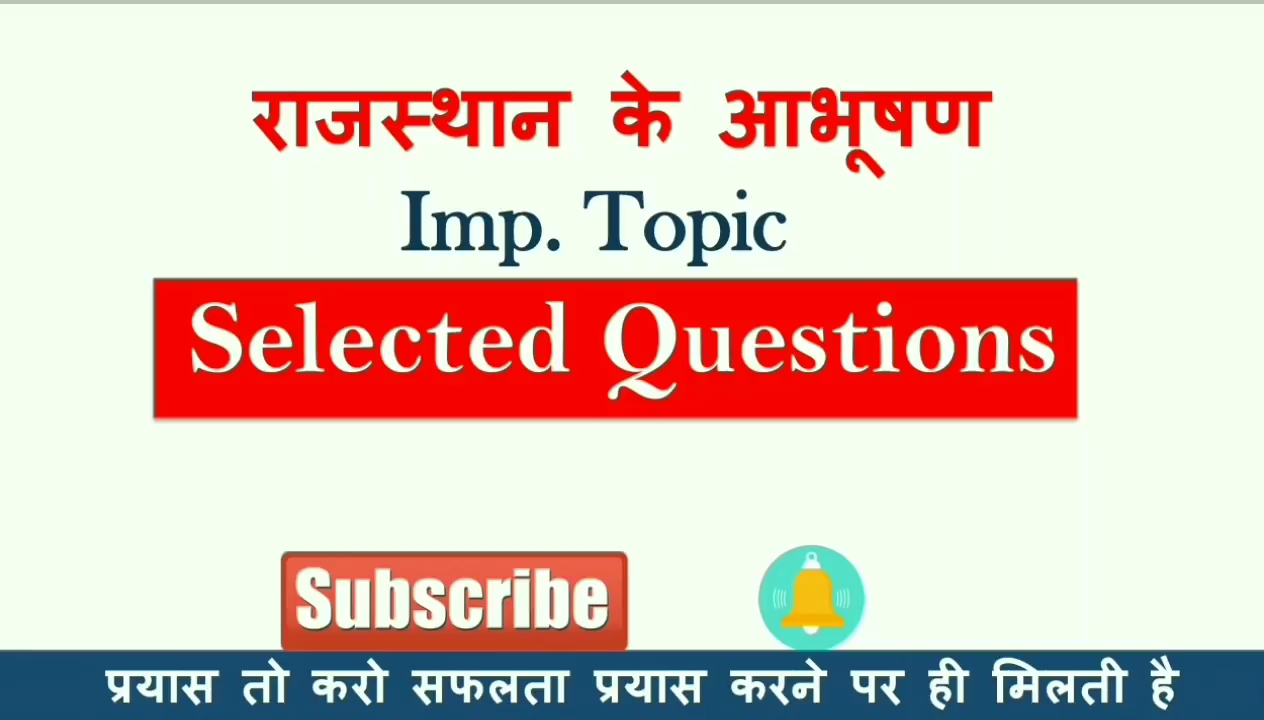 राजस्थान के आभूषण
Imp. Topic
Selected Questions
Subscribe
प्रयास तो करो सफलता प्रयास करने पर ही मिलती है